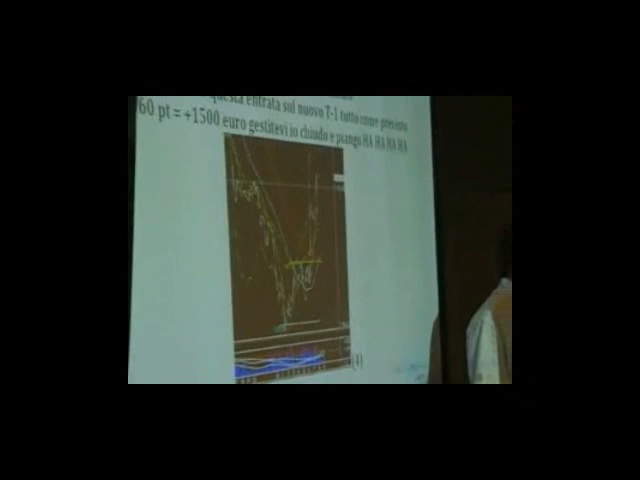 questa entrata sul nuovo T-1 tutto come previsto
60 pt = +1500 euro gestitevi io chiudo e piango HA HA HA HA
(4)